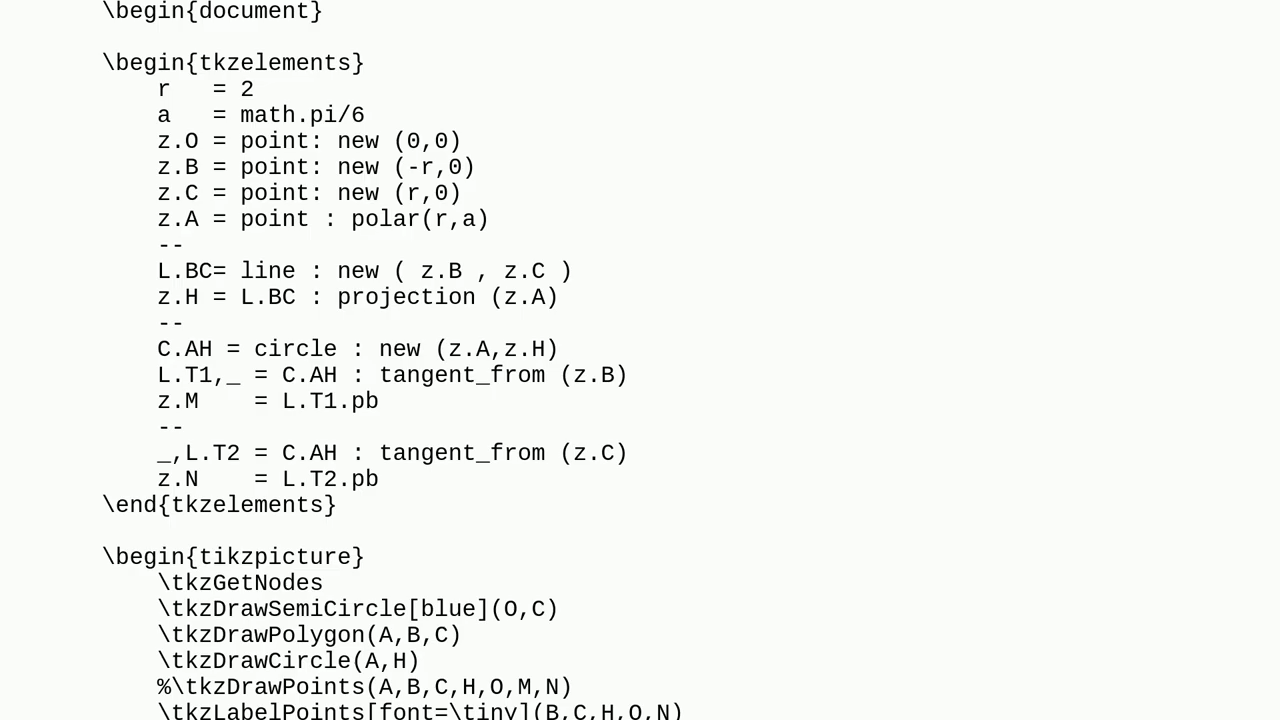 \begin{document}
\begin{tkzelements}
r   = 2
a   = math.pi/6
z.O = point: new (0,0)
z.B = point: new (-r,0)
z.C = point: new (r,0)
z.A = point : polar(r,a)
--
L.BC= line : new ( z.B , z.C )
z.H = L.BC : projection (z.A)
--
C.AH = circle : new (z.A,z.H)
L.T1,_ = C.AH : tangent_from (z.B)
z.M    = L.T1.pb
--
_,L.T2 = C.AH : tangent_from (z.C)
z.N    = L.T2.pb
\end{tkzelements}
\begin{tikzpicture}
\tkzGetNodes
\tkzDrawSemiCircle[blue](O,C)
\tkzDrawPolygon(A,B,C)
\tkzDrawCircle(A,H)
%\tkzDrawPoints(A,B,C,H,O,M,N)
\tkzLabelPoints[font=\tiny](B,C,H,O,N)